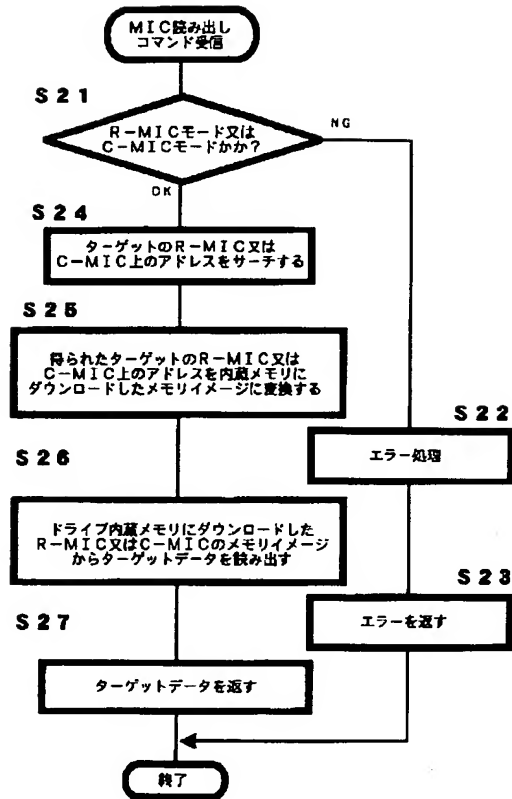 MIC読み出し
コマンド受信
S21
R-MICモード又は
C-MICモードかか?
NG
OK
S24
ターゲットのR-MIC又は
C-MIC上のアドレスをサーチする
S25
得られたターゲットのR-MIC又は
C-MIC上のアドレスを内蔵メモリに
ダウンロードしたメモリイメージに変換する
S22
エラー処理
S26
ドライブ内蔵メモリにダウンロードした
R-MIC又はC-MICのメモリイメージ
からターゲットデータを読み出す
S23
エラーを返す
S27
ターゲットデータを返す
終了